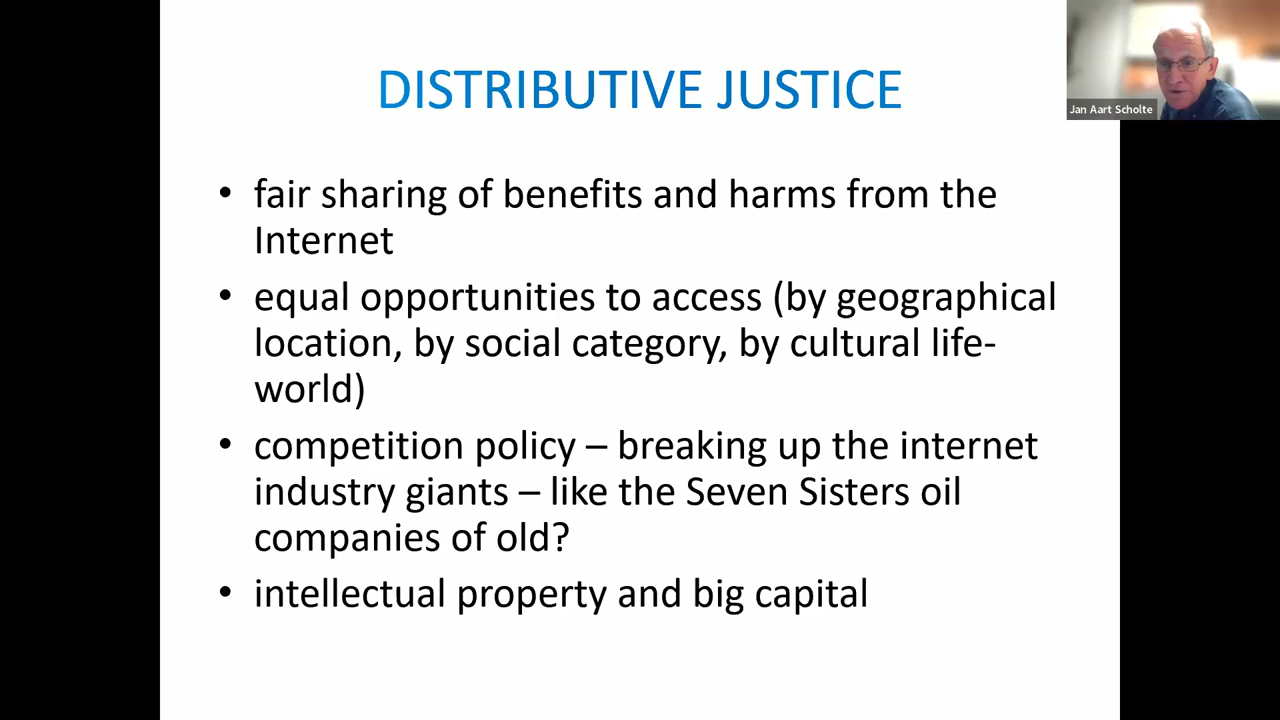 DISTRIBUTIVE JUSTICE
Jan Aart Scholte
• fair sharing of benefits and harms from the
Internet
• equal opportunities to access (by geographical
location, by social category, by cultural life-
world)
• competition policy – breaking up the internet
industry giants – like the Seven Sisters oil
companies of old?
• intellectual property and big capital